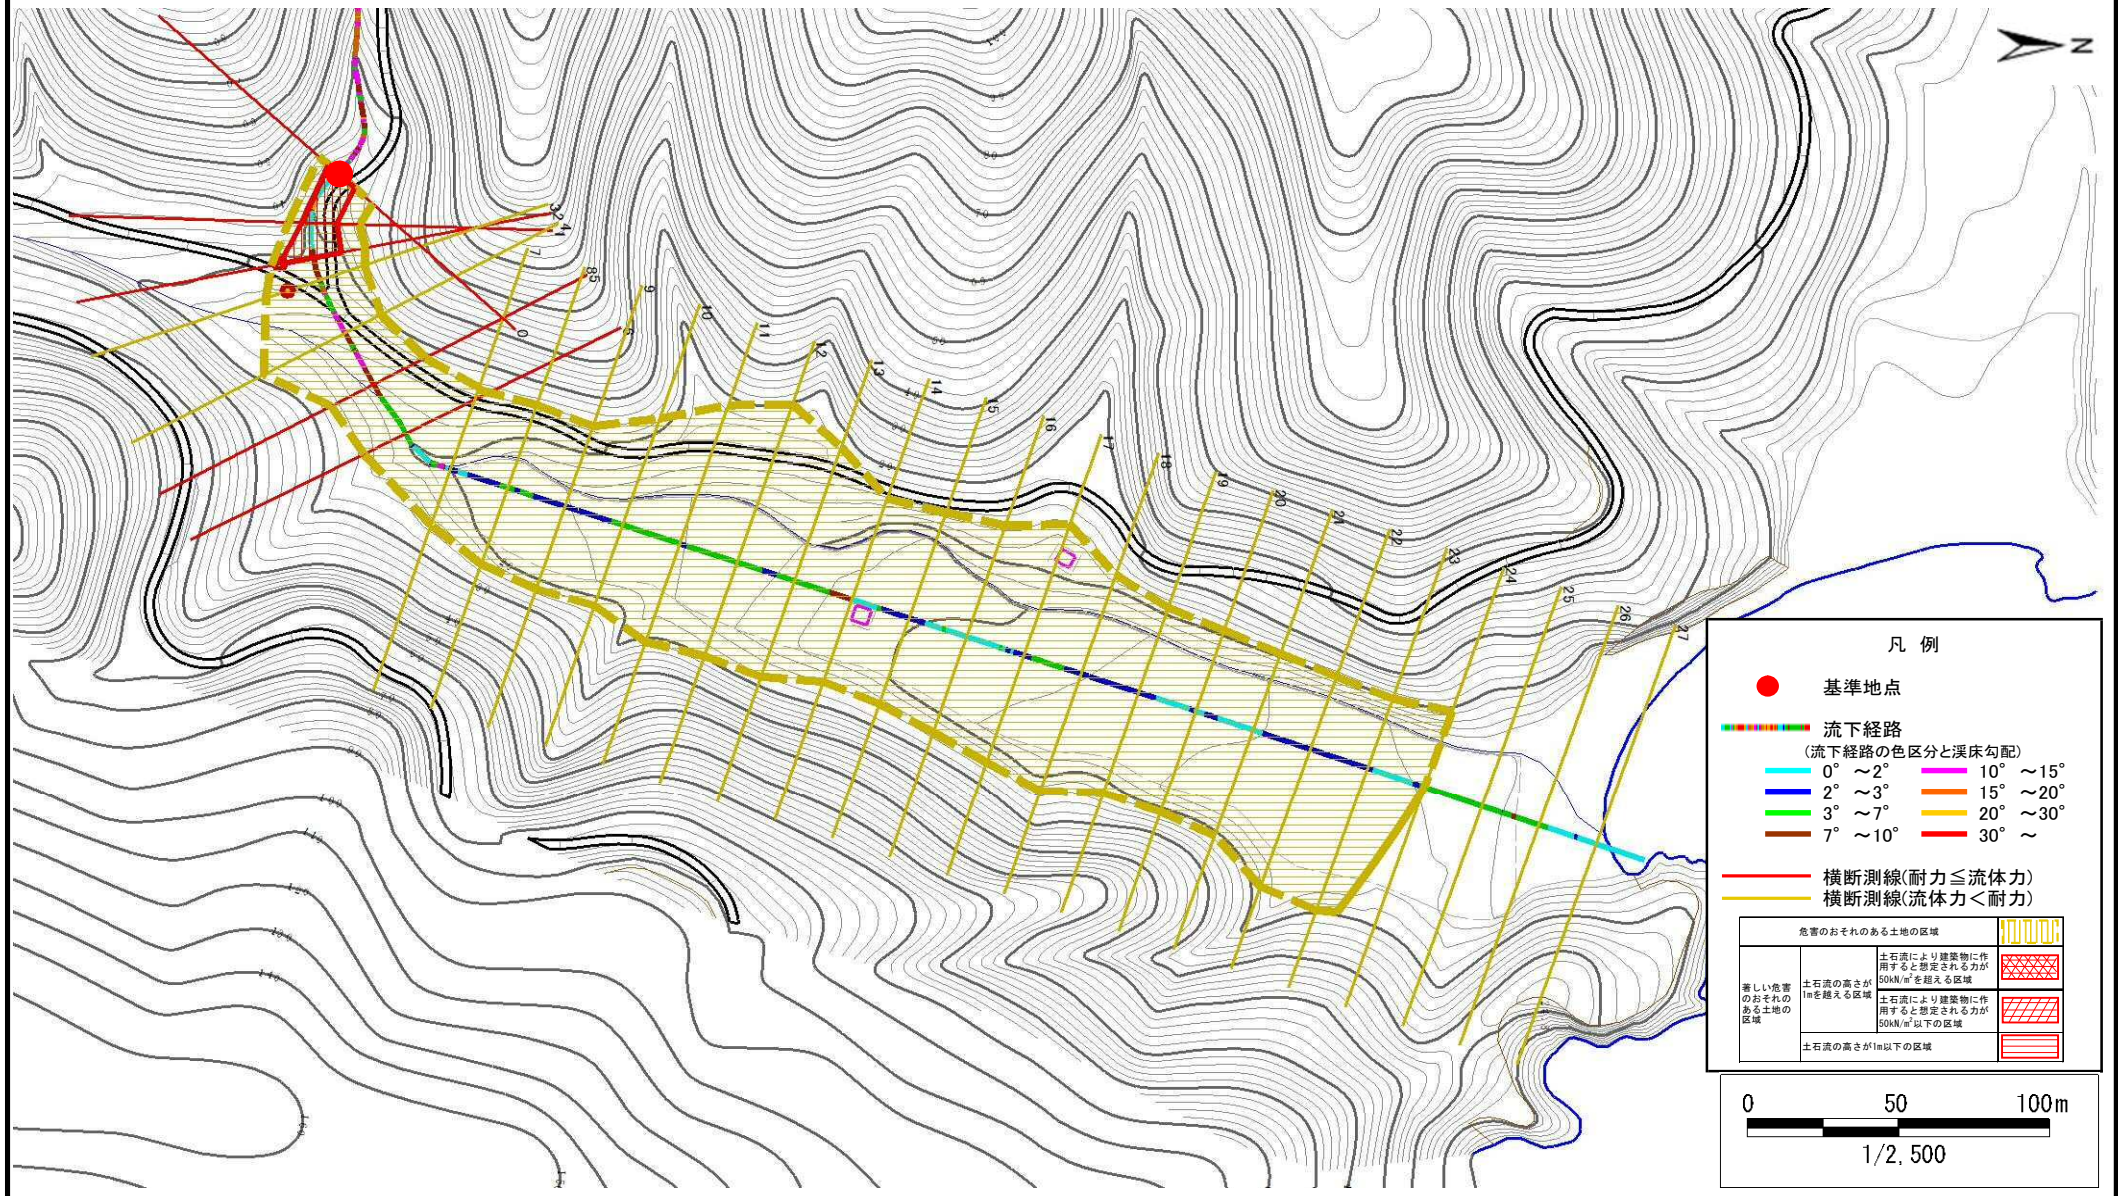 N
32
4
1
7
85
9
6
0
10
11
12
13
14
15
16
17
18
19
20
21
22
23
24
25
26
27
凡 例
基準地点
流下経路
(流下経路の色区分と渓床勾配)
0° ～2° 10° ～15°
2° ～3° 15° ～20°
3° ～7° 20° ～30°
7° ～10° 30° ～
横断測線(耐力≦流体力)
横断測線(流体力＜耐力)
危害のおそれのある土地の区域
著しい危害
のおそれの
ある土地の
区域
土石流の高さが
1mを越える区域
土石流により建築物に作
用すると想定される力が
50kN/m²を超える区域
土石流により建築物に作
用すると想定される力が
50kN/m²以下の区域
土石流の高さが1m以下の区域
0 50 100m
1/2,500